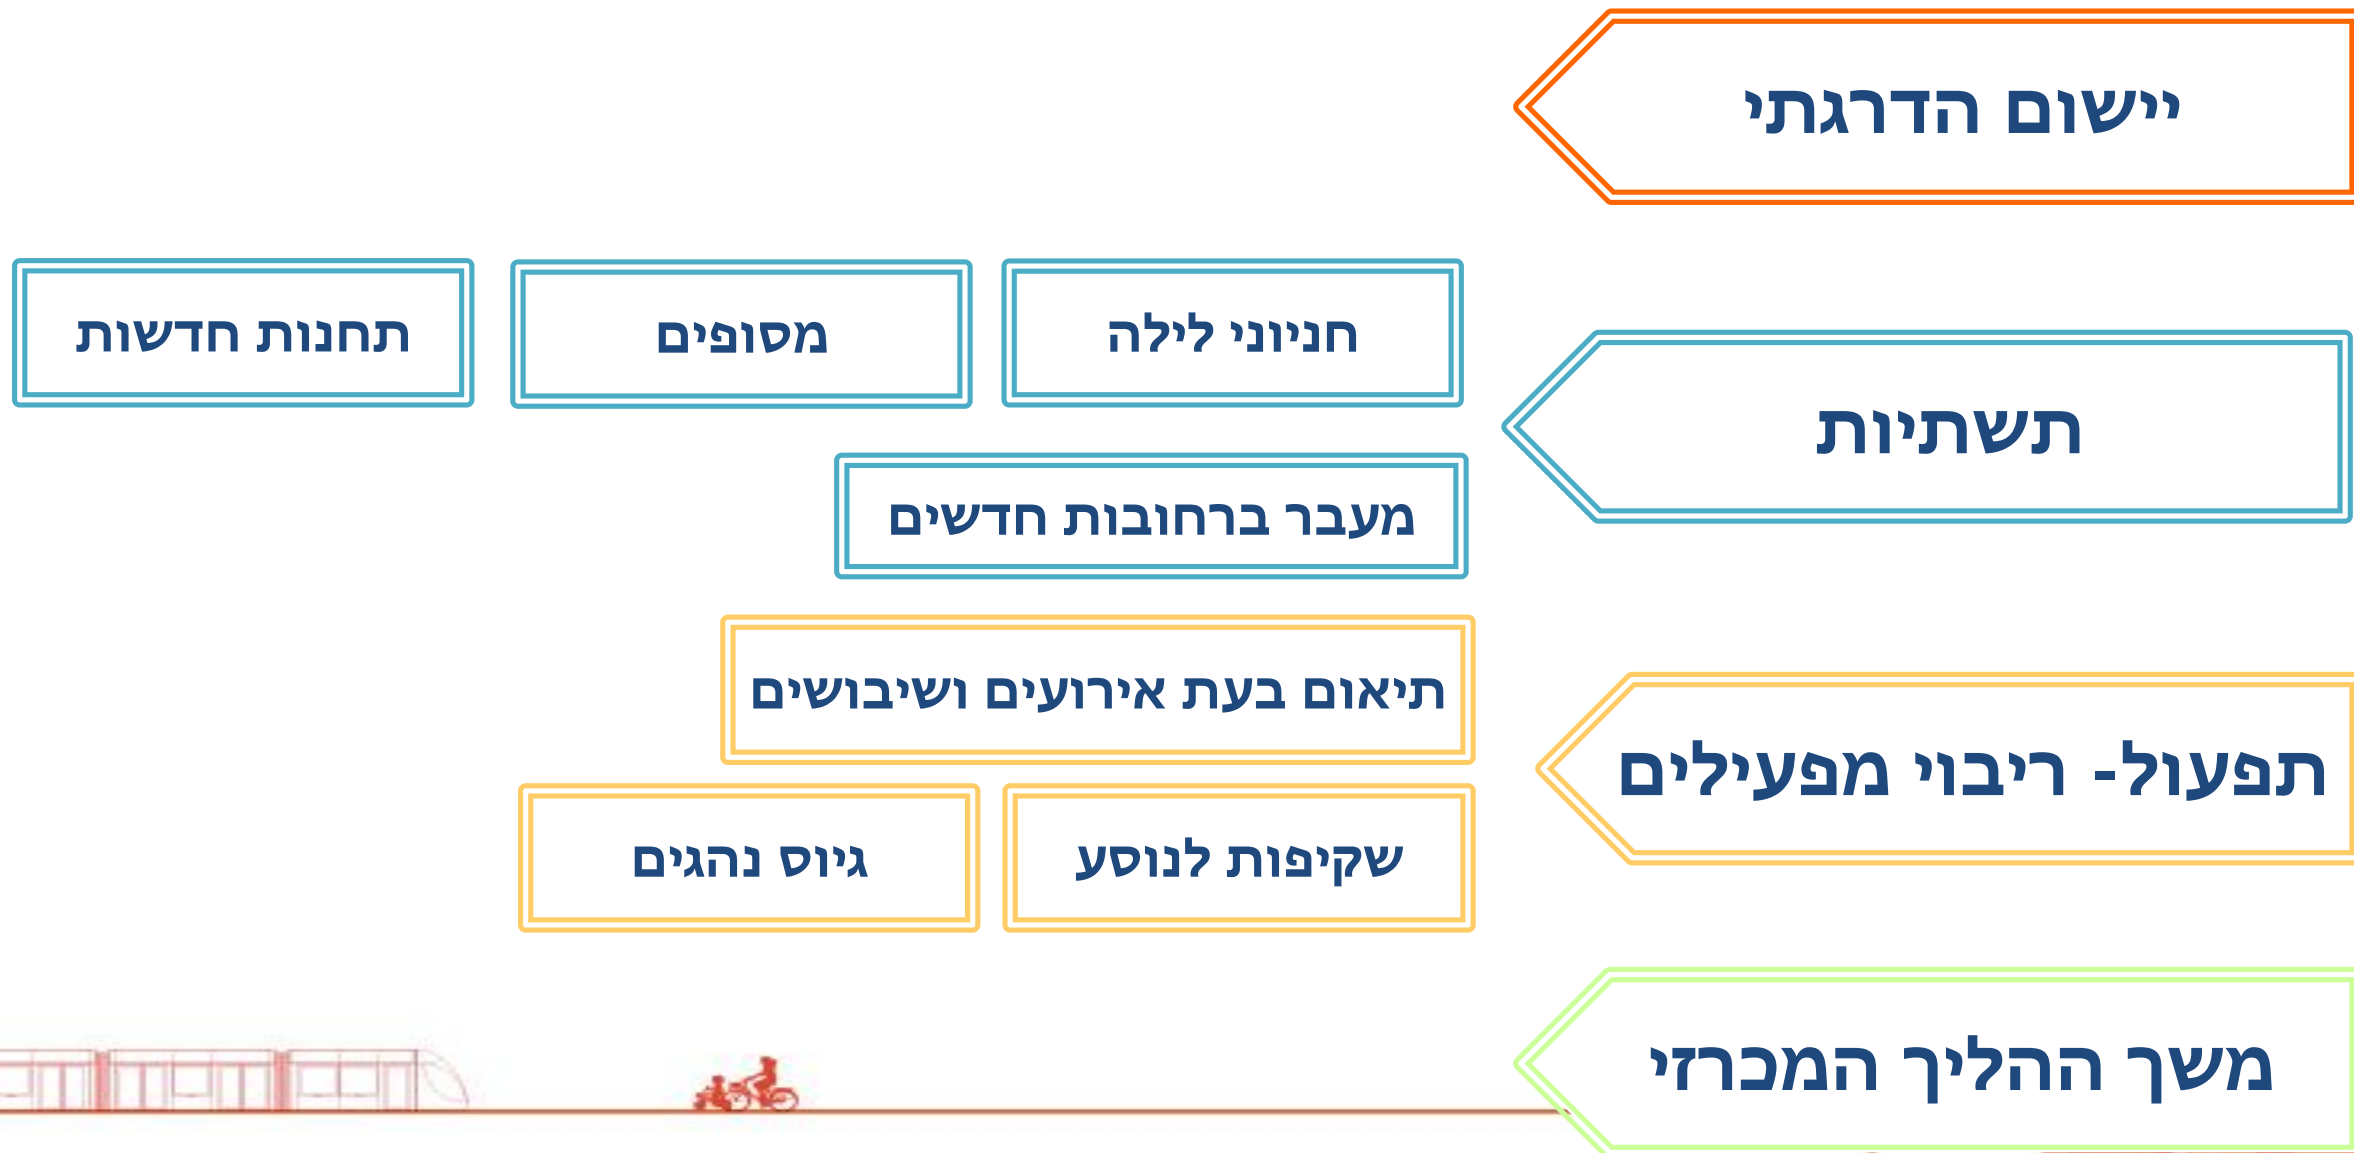 יישום הדרגתי
תשתיות
חניוני לילה
מסופים
תחנות חדשות
מעבר ברחובות חדשים
תפעול- ריבוי מפעילים
תיאום בעת אירועים ושיבושים
שקיפות לנוסע
גיוס נהגים
משך ההליך המכרזי